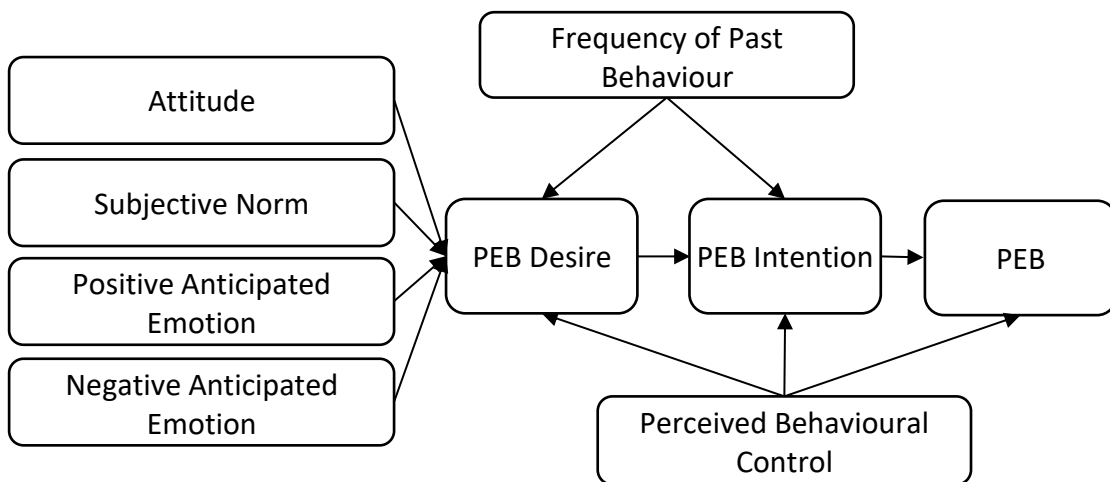 Frequency of Past
Behaviour
Attitude
Subjective Norm
Positive Anticipated
Emotion
Negative Anticipated
Emotion
PEB Desire
PEB Intention
PEB
Perceived Behavioural
Control